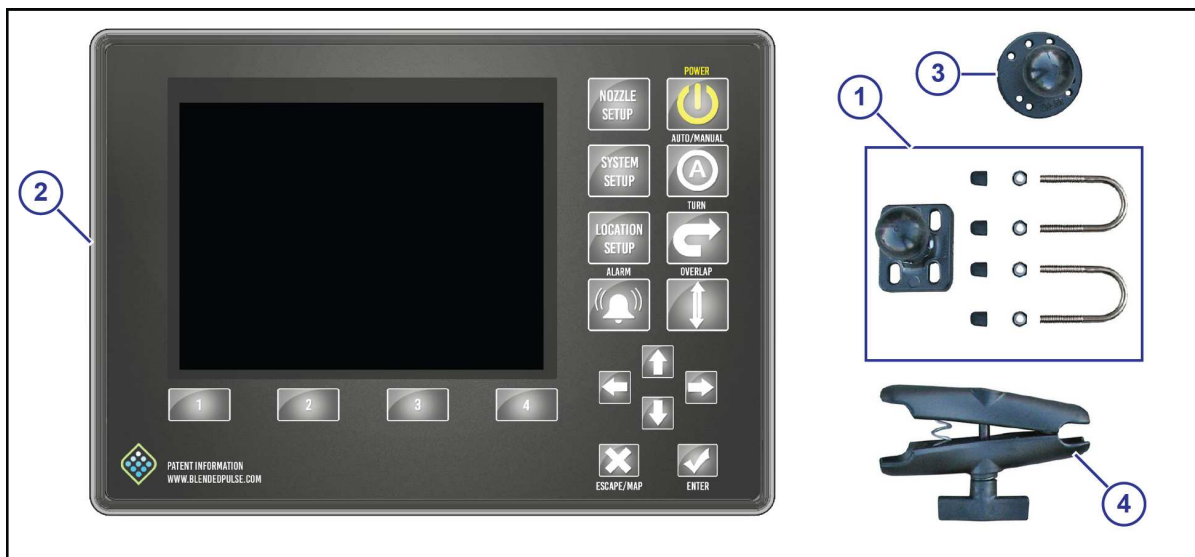 POWER
NOZZLE
SETUP
AUTO/MANUAL
SYSTEM
SETUP
A
TURN
LOCATION
SETUP
ALARM
OVERLAP
1
2
3
4
PATENT INFORMATION
WWW.BLENDEDPULSE.COM
ESCAPE/MAP
ENTER
2
3
1
4